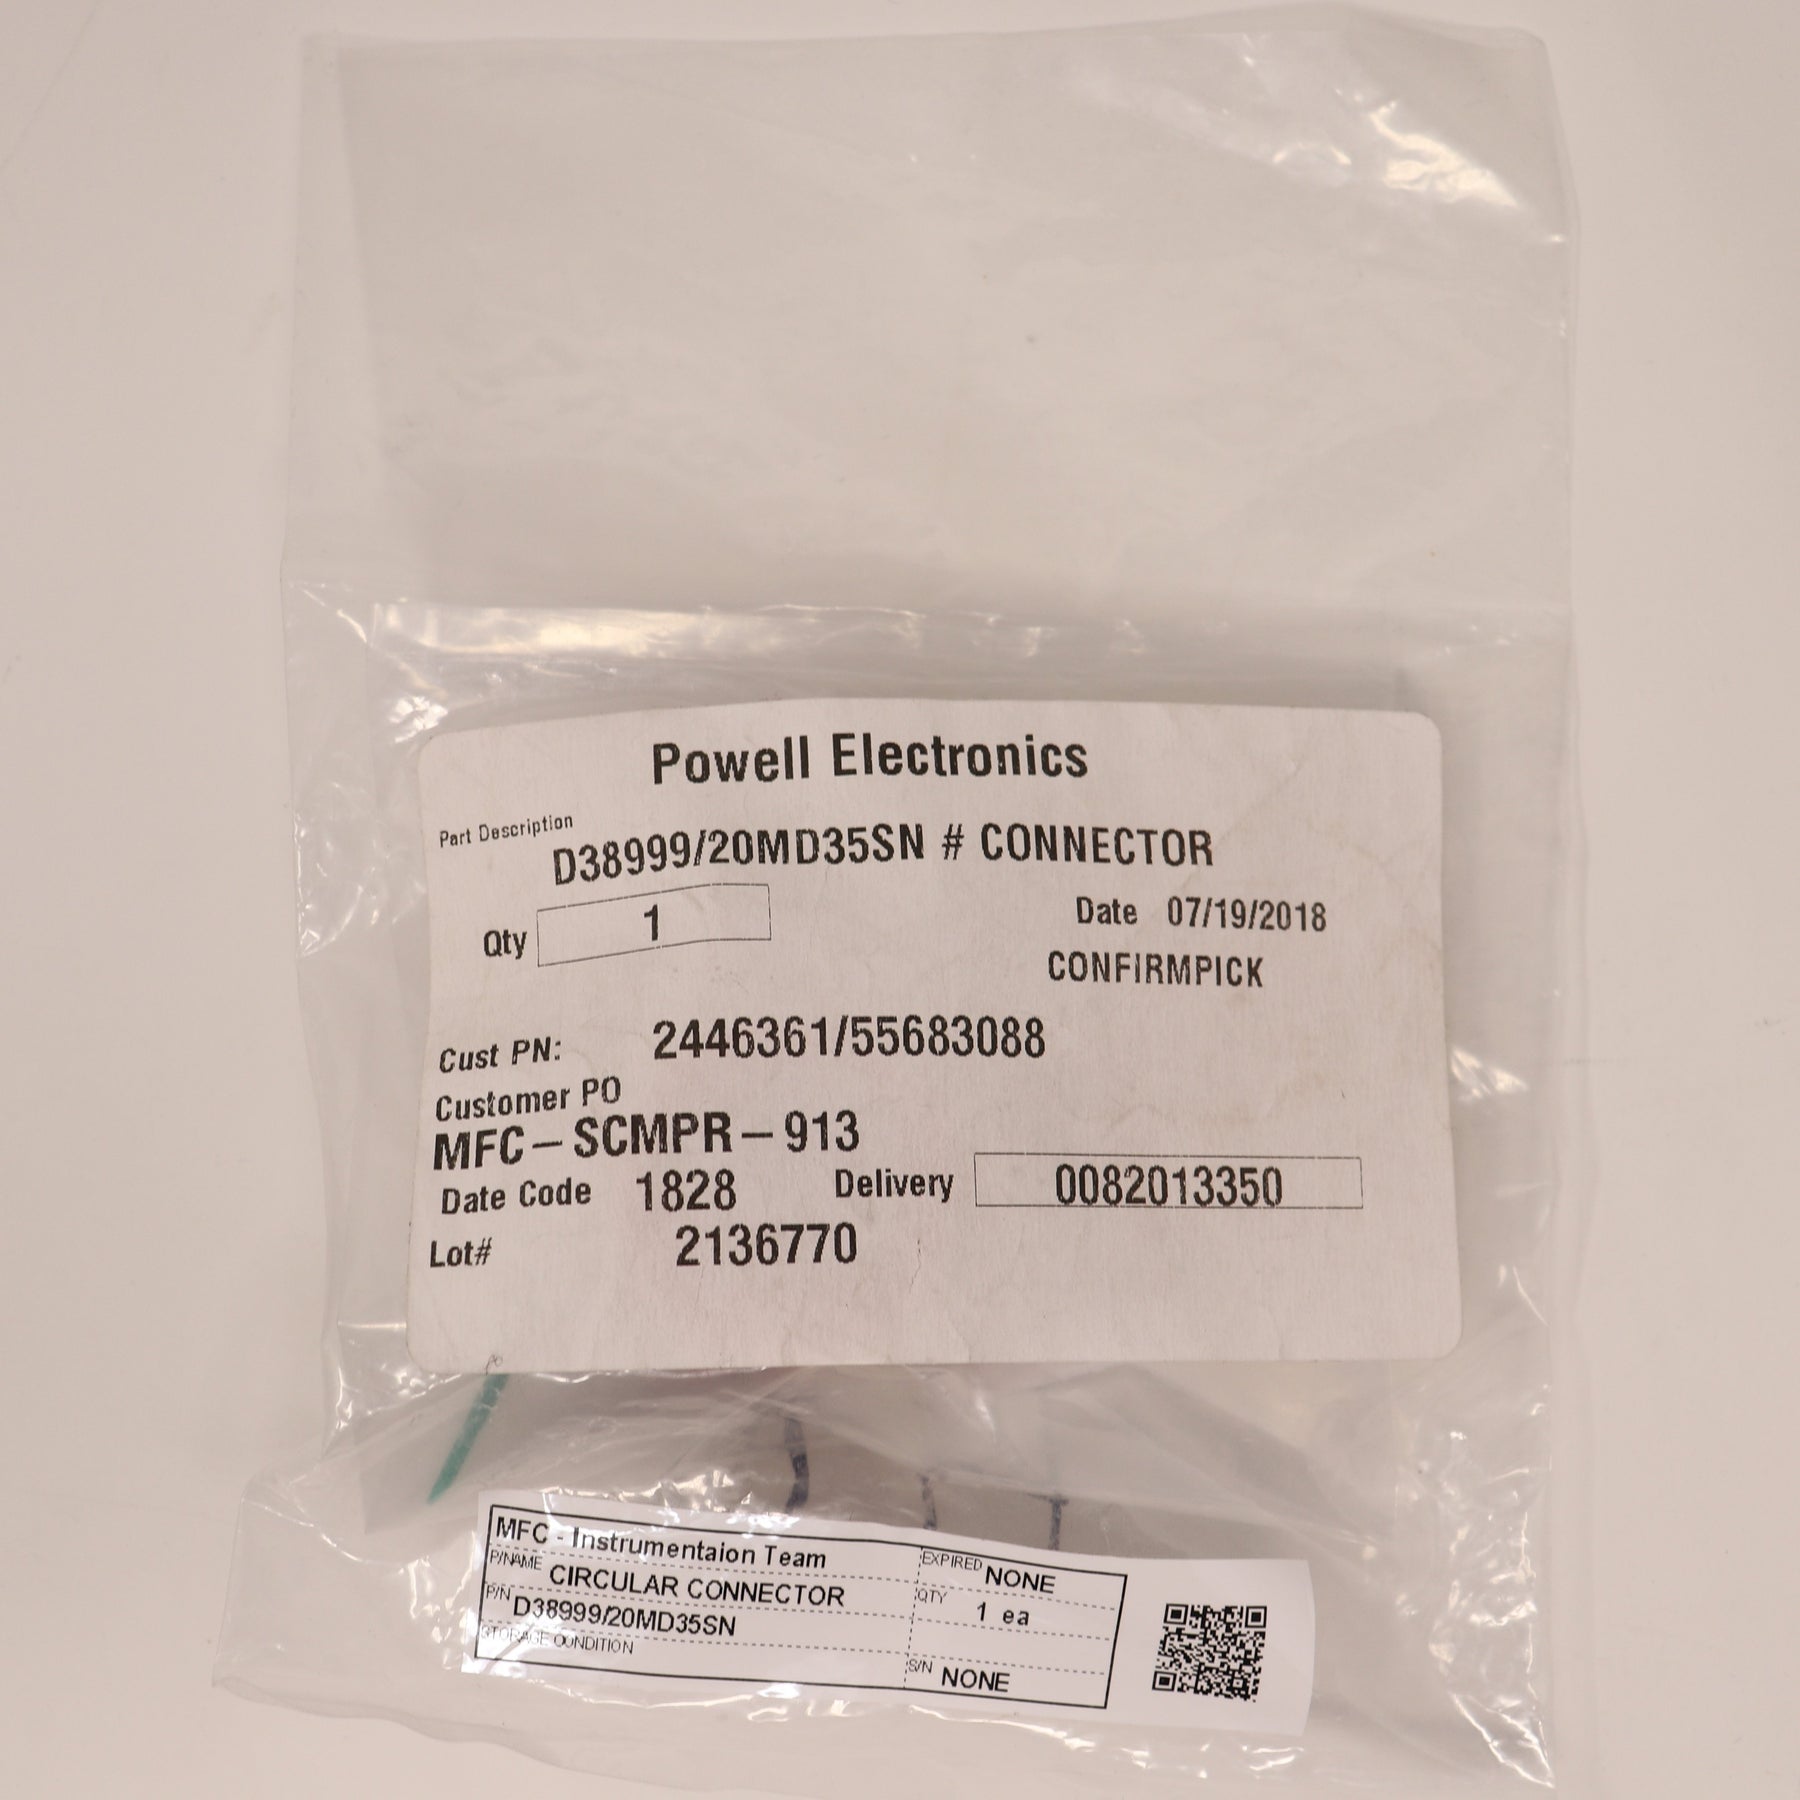 Powell Electronics
Part Description
D38999/20MD35SN # CONNECTOR
Qty 1
Date 07/19/2018
CONFIRMPICK
Cust PN: 2446361/55683088
Customer PO
MFC-SCMPR-913
Date Code 1828 Delivery 0082013350
Lot# 2136770
MFC - Instrumentaion Team EXPIRED NONE
P/NAME CIRCULAR CONNECTOR QTY 1 ea
P/N D38999/20MD35SN
STORAGE CONDITION S/N NONE